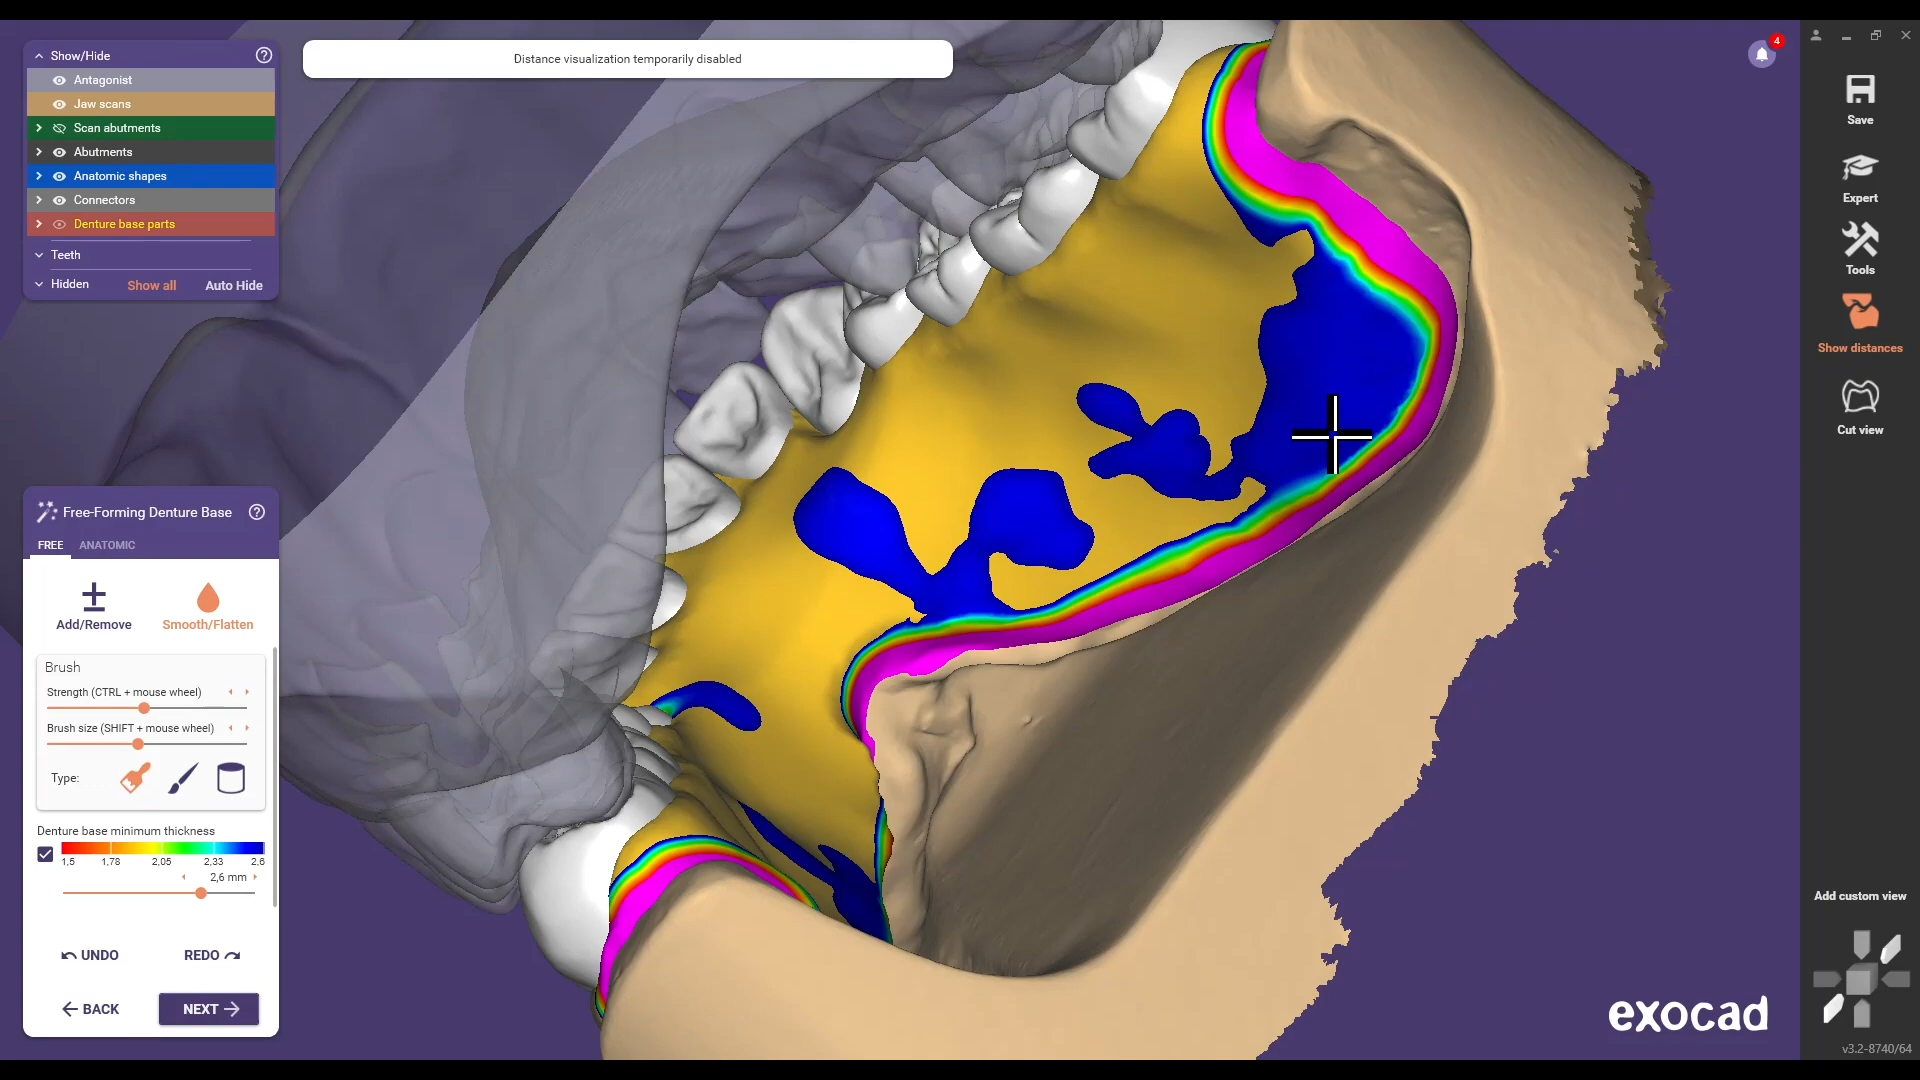 Show/Hide
Antagonist
Jaw scans
Scan abutments
Abutments
Anatomic shapes
Connectors
Denture base parts
Teeth
Hidden Show all Auto Hide
Distance visualization temporarily disabled
4
Save
Expert
Tools
Show distances
Cut view
Free-Forming Denture Base
FREE ANATOMIC
Add/Remove Smooth/Flatten
Brush
Strength (CTRL + mouse wheel)
Brush size (SHIFT + mouse wheel)
Type:
Denture base minimum thickness
1,5 1,78 2,05 2,33 2,6
2,6 mm
UNDO REDO
BACK NEXT
Add custom view
exocad
v3.2-8740/64